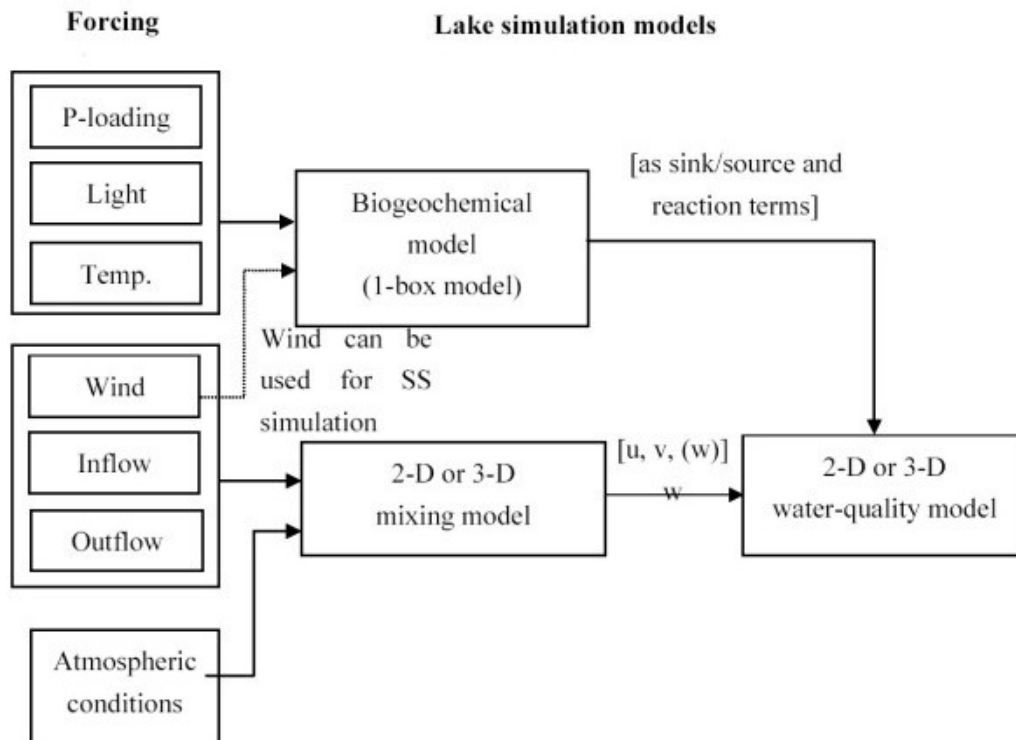 Forcing
Lake simulation models
P-loading
Light
Temp.
Biogeochemical
model
(1-box model)
[as sink/source and
reaction terms]
Wind can be
used for SS
simulation
Wind
Inflow
Outflow
2-D or 3-D
mixing model
[u, v, (w)]
w
2-D or 3-D
water-quality model
Atmospheric
conditions